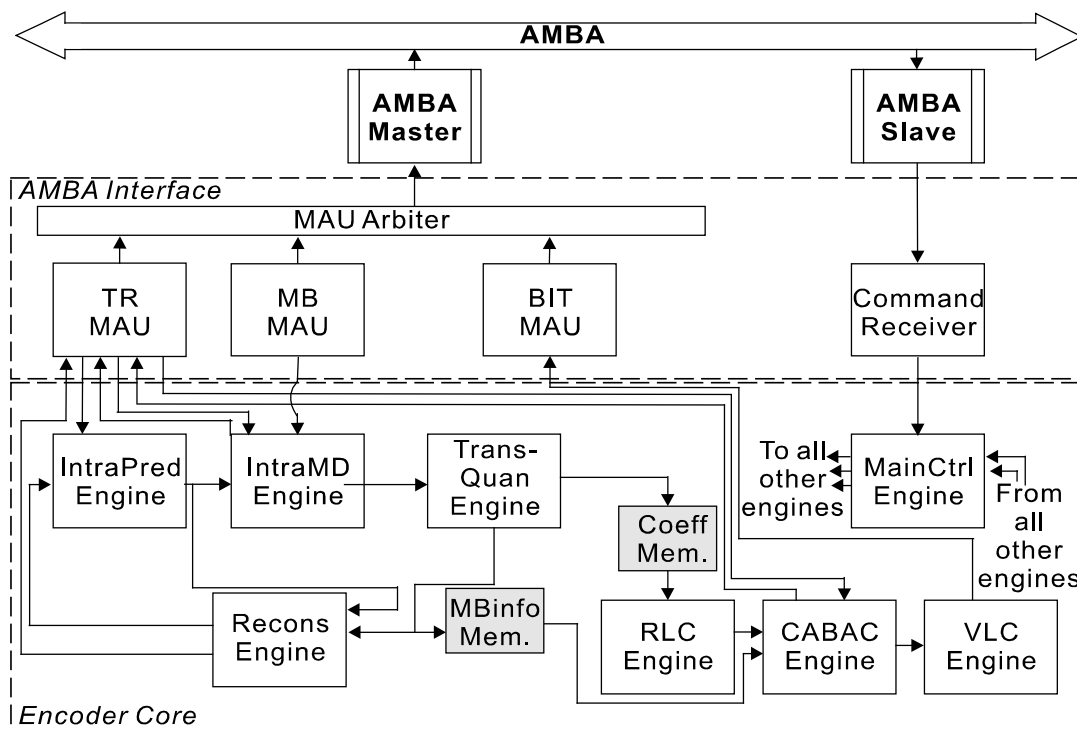 AMBA
AMBA
Master
AMBA
Slave
AMBA Interface
MAU Arbiter
TR
MAU
MB
MAU
BIT
MAU
Command
Receiver
IntraPred
Engine
IntraMD
Engine
Trans-
Quan
Engine
To all
other
engines
MainCtrl
Engine
From
all
other
engines
Coeff
Mem.
Recons
Engine
MBinfo
Mem.
RLC
Engine
CABAC
Engine
VLC
Engine
Encoder Core